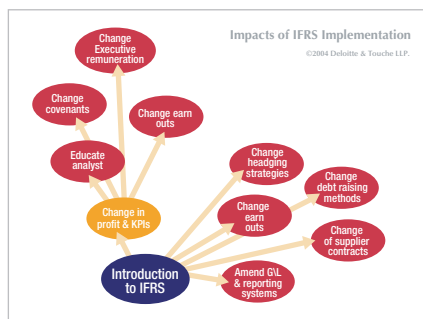 Impacts of IFRS Implementation
©2004 Deloitte & Touche LLP.
Change
Executive
remuneration
Change
covenants
Change earn
outs
Educate
analyst
Change in
profit & KPIs
Introduction
to IFRS
Change
headging
strategies
Change
debt raising
methods
Change
earn
outs
Change
of supplier
contracts
Amend G\L
& reporting
systems